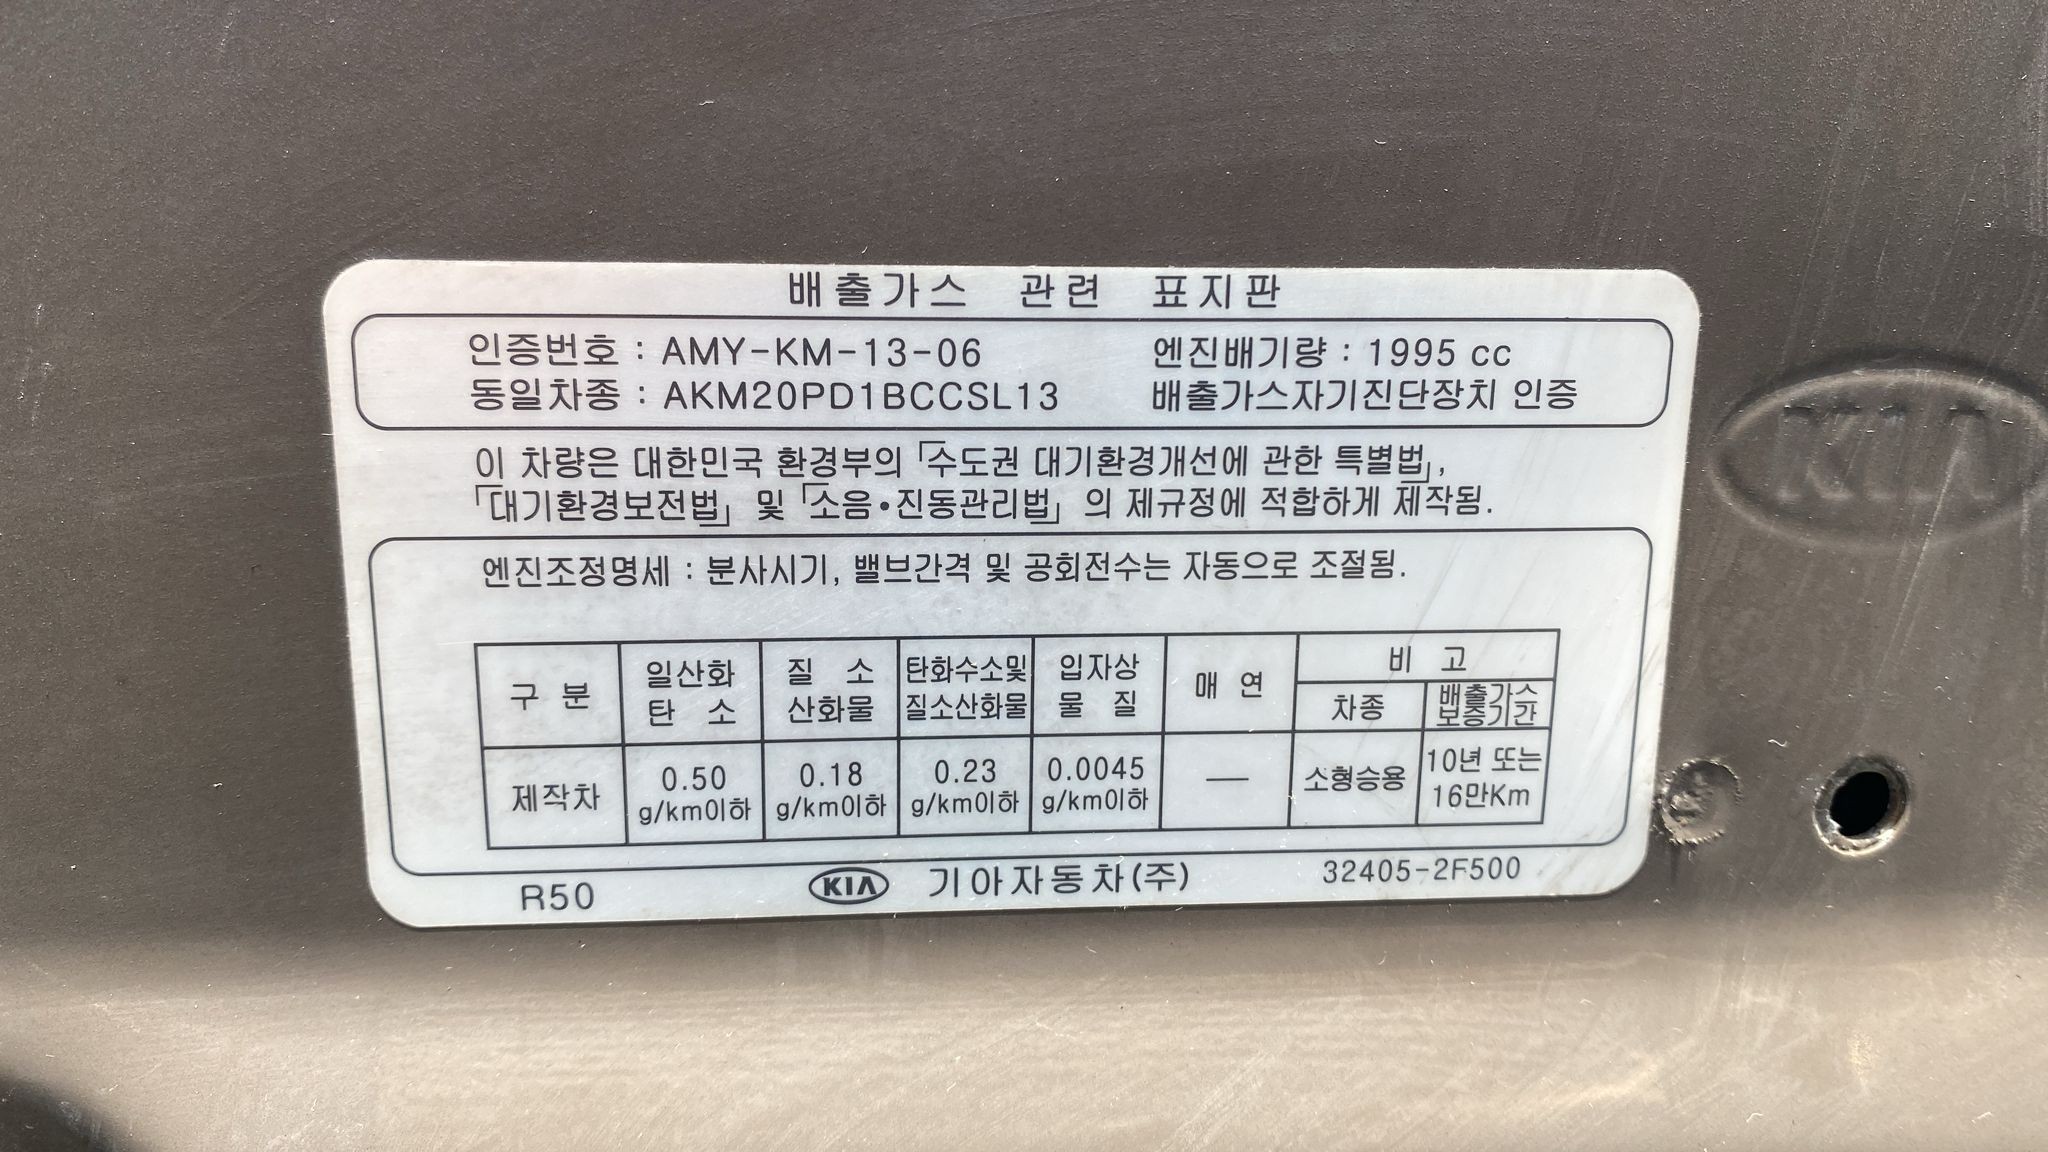 배출가스 관련 표지판
인증번호 : AMY-KM-13-06 엔진배기량 : 1995 cc
동일차종 : AKM20PD1BCCSL13 배출가스자기진단장치 인증
이 차량은 대한민국 환경부의 「수도권 대기환경개선에 관한 특별법」,
「대기환경보전법」 및 「소음•진동관리법」 의 제규정에 적합하게 제작됨.
엔진조정명세 : 분사시기, 밸브간격 및 공회전수는 자동으로 조절됨.
구 분
일산화
탄 소
질 소
산화물
탄화수소및
질소산화물
입자상
물 질
매 연
비 고
차종
배출가스
보증기간
제작차
0.50
g/km이하
0.18
g/km이하
0.23
g/km이하
0.0045
g/km이하
—
소형승용
10년 또는
16만Km
R50 KIA 기아자동차(주) 32405-2F500
KIA